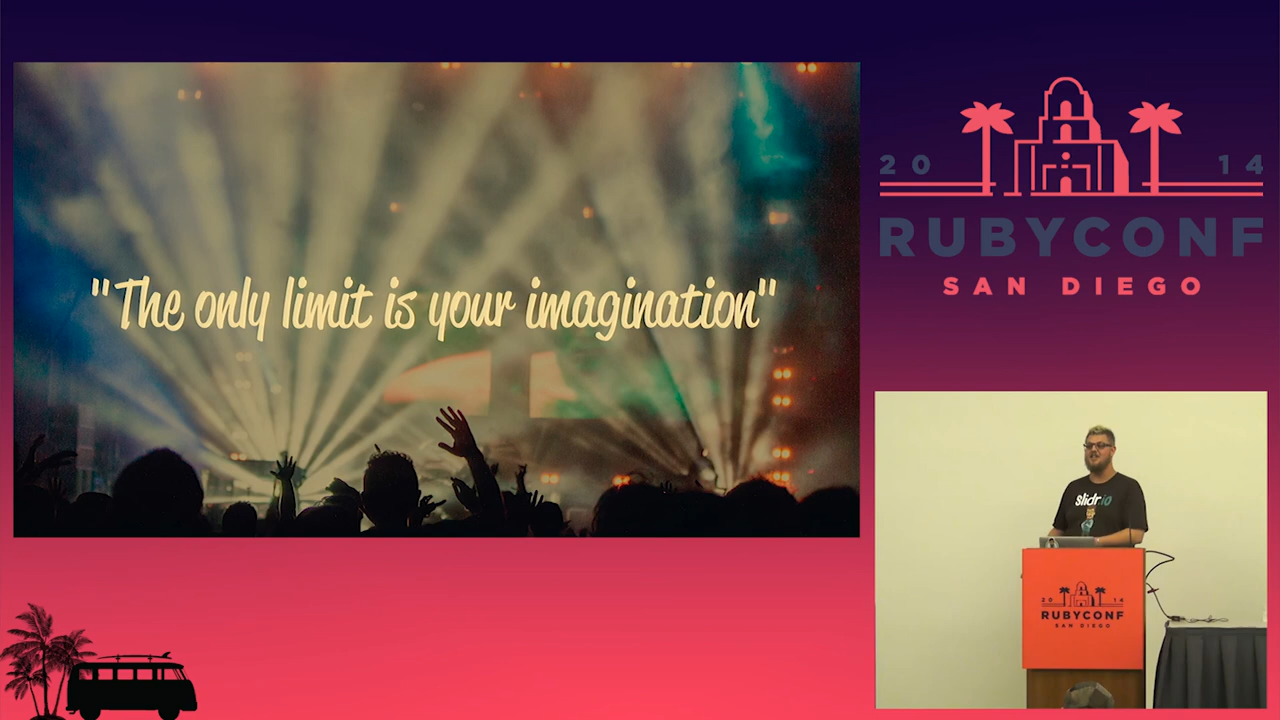 "The only limit is your imagination"
20 14
RUBYCONF
SAN DIEGO
slidr.io
20 14
RUBYCONF
SAN DIEGO